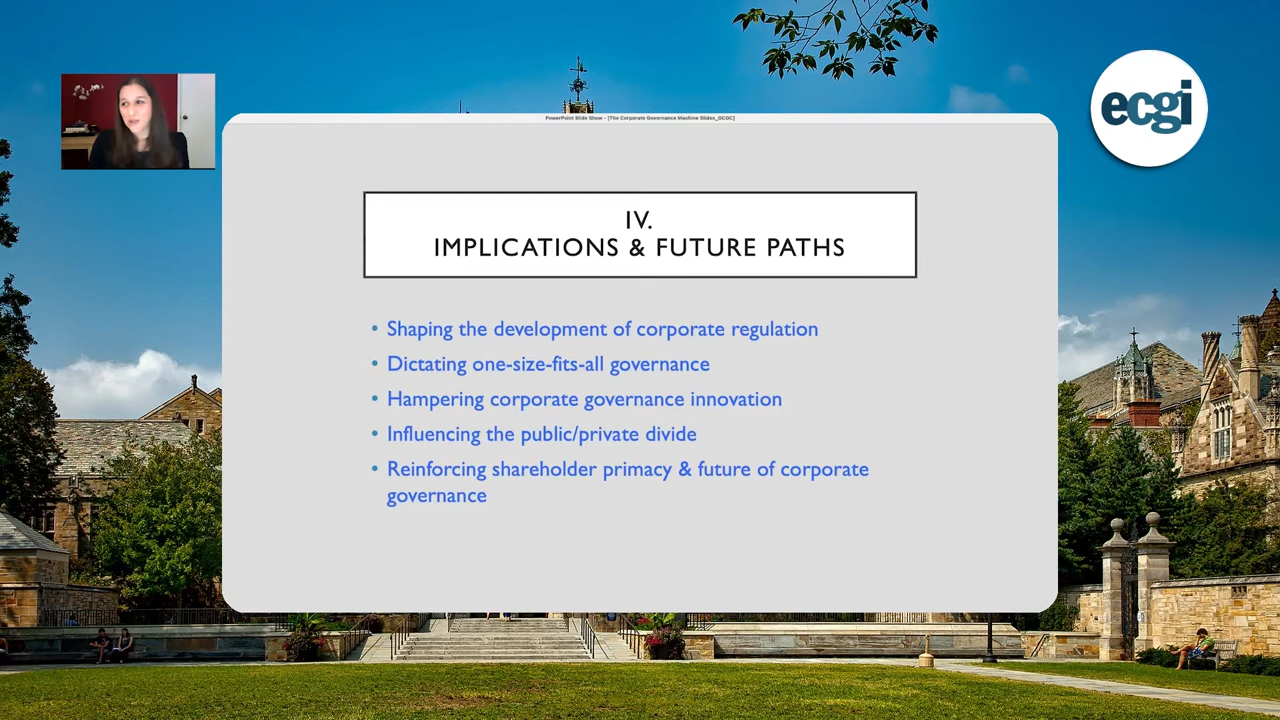 ecgi
PowerPoint Slide Show - [The Corporate Governance Machine Slides_DCGC]
IV.
IMPLICATIONS & FUTURE PATHS
• Shaping the development of corporate regulation
• Dictating one-size-fits-all governance
• Hampering corporate governance innovation
• Influencing the public/private divide
• Reinforcing shareholder primacy & future of corporate
governance